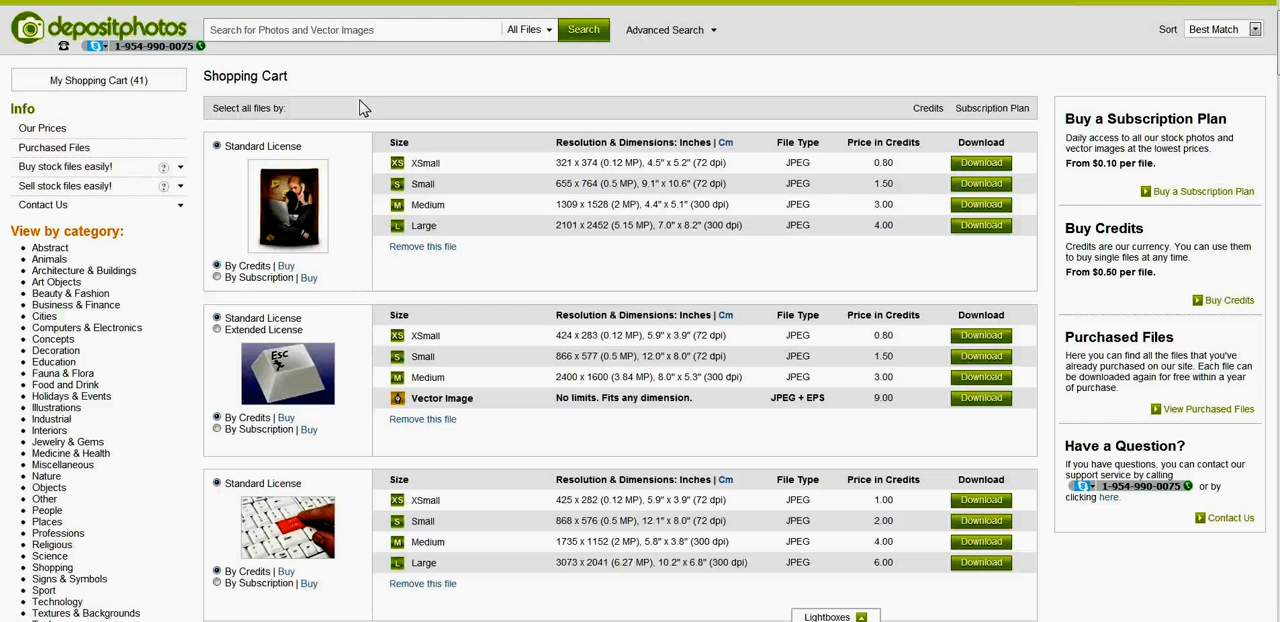 depositphotos
Search for Photos and Vector Images
All Files
Search
Advanced Search
Sort
Best Match
1-954-990-0075
My Shopping Cart (41)
Info
Our Prices
Purchased Files
Buy stock files easily! ?
Sell stock files easily! ?
Contact Us
View by category:
Abstract
Animals
Architecture & Buildings
Art Objects
Beauty & Fashion
Business & Finance
Cities
Computers & Electronics
Concepts
Decoration
Education
Fauna & Flora
Food and Drink
Holidays & Events
Illustrations
Industrial
Interiors
Jewelry & Gems
Medicine & Health
Miscellaneous
Nature
Objects
Other
People
Places
Professions
Religious
Science
Shopping
Signs & Symbols
Sport
Technology
Textures & Backgrounds
Shopping Cart
Select all files by:
Credits
Subscription Plan
Standard License
By Credits | Buy
By Subscription | Buy
Size Resolution & Dimensions: Inches | Cm File Type Price in Credits Download
XS XSmall 321 x 374 (0.12 MP), 4.5" x 5.2" (72 dpi) JPEG 0.80 Download
S Small 655 x 764 (0.5 MP), 9.1" x 10.6" (72 dpi) JPEG 1.50 Download
M Medium 1309 x 1528 (2 MP), 4.4" x 5.1" (300 dpi) JPEG 3.00 Download
L Large 2101 x 2452 (5.15 MP), 7.0" x 8.2" (300 dpi) JPEG 4.00 Download
Remove this file
Standard License
Extended License
Esc
By Credits | Buy
By Subscription | Buy
Size Resolution & Dimensions: Inches | Cm File Type Price in Credits Download
XS XSmall 424 x 283 (0.12 MP), 5.9" x 3.9" (72 dpi) JPEG 0.80 Download
S Small 866 x 577 (0.5 MP), 12.0" x 8.0" (72 dpi) JPEG 1.50 Download
M Medium 2400 x 1600 (3.84 MP), 8.0" x 5.3" (300 dpi) JPEG 3.00 Download
Vector Image No limits. Fits any dimension. JPEG + EPS 9.00 Download
Remove this file
Standard License
By Credits | Buy
By Subscription | Buy
Size Resolution & Dimensions: Inches | Cm File Type Price in Credits Download
XS XSmall 425 x 282 (0.12 MP), 5.9" x 3.9" (72 dpi) JPEG 1.00 Download
S Small 868 x 576 (0.5 MP), 12.1" x 8.0" (72 dpi) JPEG 2.00 Download
M Medium 1735 x 1152 (2 MP), 5.8" x 3.8" (300 dpi) JPEG 4.00 Download
L Large 3073 x 2041 (6.27 MP), 10.2" x 6.8" (300 dpi) JPEG 6.00 Download
Remove this file
Lightboxes
Buy a Subscription Plan
Daily access to all our stock photos and
vector images at the lowest prices.
From $0.10 per file.
Buy a Subscription Plan
Buy Credits
Credits are our currency. You can use them
to buy single files at any time.
From $0.50 per file.
Buy Credits
Purchased Files
Here you can find all the files that you've
already purchased on our site. Each file can
be downloaded again for free within a year
of purchase.
View Purchased Files
Have a Question?
If you have questions, you can contact our
support service by calling
1-954-990-0075 or by
clicking here.
Contact Us